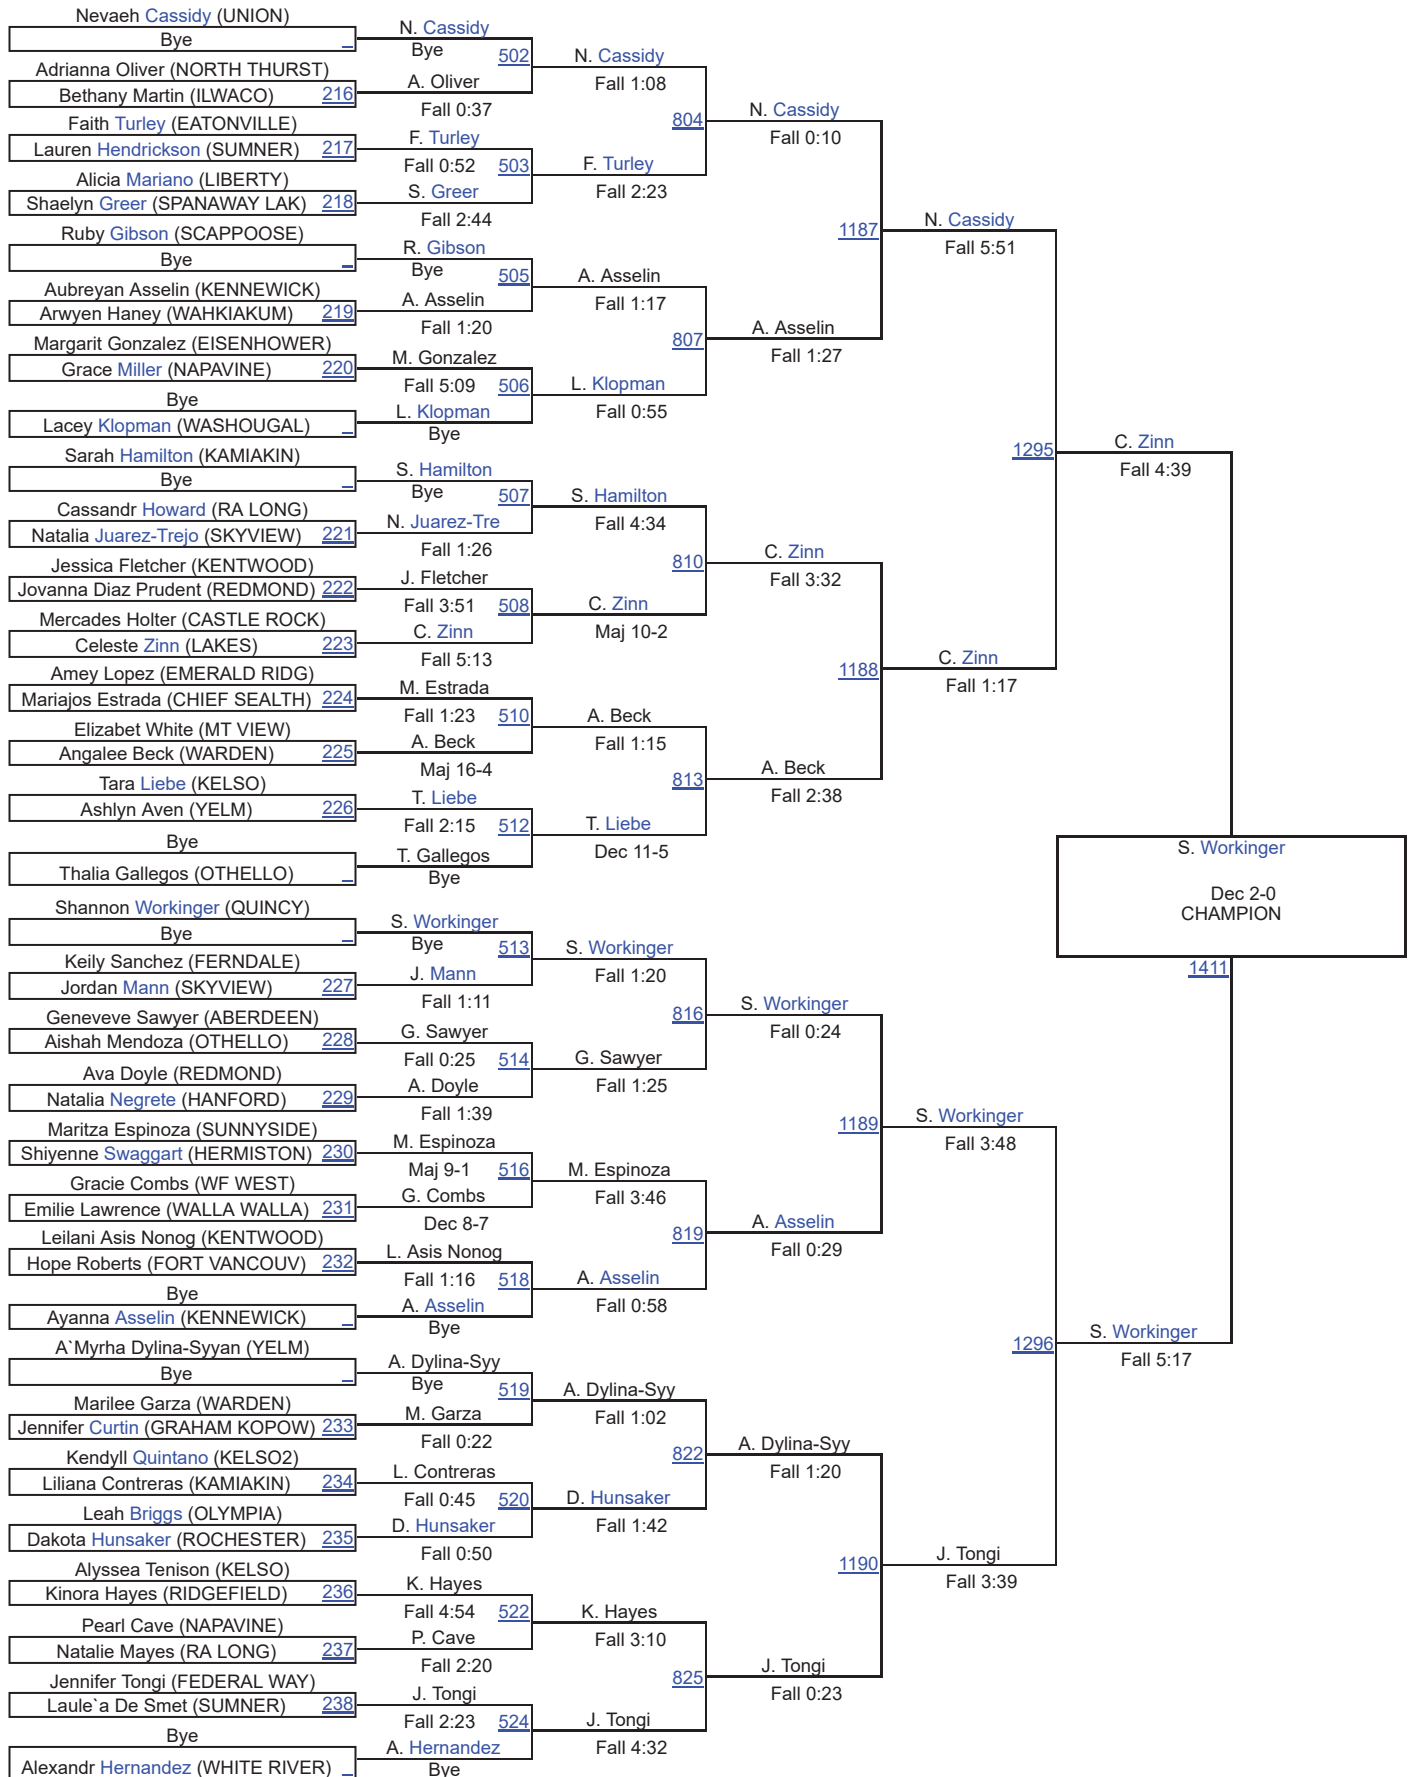 Nevaeh Cassidy (UNION)
Bye _
Adrianna Oliver (NORTH THURST)
Bethany Martin (ILWACO) 216
Faith Turley (EATONVILLE)
Lauren Hendrickson (SUMNER) 217
Alicia Mariano (LIBERTY)
Shaelyn Greer (SPANAWAY LAK) 218
Ruby Gibson (SCAPPOOSE)
Bye _
Aubreyan Asselin (KENNEWICK)
Arwyen Haney (WAHKIAKUM) 219
Margarit Gonzalez (EISENHOWER)
Grace Miller (NAPAVINE) 220
Bye
Lacey Klopman (WASHOUGAL) _
Sarah Hamilton (KAMIAKIN)
Bye _
Cassandr Howard (RA LONG)
Natalia Juarez-Trejo (SKYVIEW) 221
Jessica Fletcher (KENTWOOD)
Jovanna Diaz Prudent (REDMOND) 222
Mercades Holter (CASTLE ROCK)
Celeste Zinn (LAKES) 223
Amey Lopez (EMERALD RIDG)
Mariajos Estrada (CHIEF SEALTH) 224
Elizabet White (MT VIEW)
Angalee Beck (WARDEN) 225
Tara Liebe (KELSO)
Ashlyn Aven (YELM) 226
Bye
Thalia Gallegos (OTHELLO) _
Shannon Workinger (QUINCY)
Bye _
Keily Sanchez (FERNDALE)
Jordan Mann (SKYVIEW) 227
Geneveve Sawyer (ABERDEEN)
Aishah Mendoza (OTHELLO) 228
Ava Doyle (REDMOND)
Natalia Negrete (HANFORD) 229
Maritza Espinoza (SUNNYSIDE)
Shiyenne Swaggart (HERMISTON) 230
Gracie Combs (WF WEST)
Emilie Lawrence (WALLA WALLA) 231
Leilani Asis Nonog (KENTWOOD)
Hope Roberts (FORT VANCOUV) 232
Bye
Ayanna Asselin (KENNEWICK) _
A`Myrha Dylina-Syyan (YELM)
Bye _
Marilee Garza (WARDEN)
Jennifer Curtin (GRAHAM KOPOW) 233
Kendyll Quintano (KELSO2)
Liliana Contreras (KAMIAKIN) 234
Leah Briggs (OLYMPIA)
Dakota Hunsaker (ROCHESTER) 235
Alyssea Tenison (KELSO)
Kinora Hayes (RIDGEFIELD) 236
Pearl Cave (NAPAVINE)
Natalie Mayes (RA LONG) 237
Jennifer Tongi (FEDERAL WAY)
Laule`a De Smet (SUMNER) 238
Bye
Alexandr Hernandez (WHITE RIVER) _
N. Cassidy
Bye 502
A. Oliver
Fall 0:37
F. Turley
Fall 0:52 503
S. Greer
Fall 2:44
R. Gibson
Bye 505
A. Asselin
Fall 1:20
M. Gonzalez
Fall 5:09 506
L. Klopman
Bye
S. Hamilton
Bye 507
N. Juarez-Tre
Fall 1:26
J. Fletcher
Fall 3:51 508
C. Zinn
Fall 5:13
M. Estrada
Fall 1:23 510
A. Beck
Maj 16-4
T. Liebe
Fall 2:15 512
T. Gallegos
Bye
S. Workinger
Bye 513
J. Mann
Fall 1:11
G. Sawyer
Fall 0:25 514
A. Doyle
Fall 1:39
M. Espinoza
Maj 9-1 516
G. Combs
Dec 8-7
L. Asis Nonog
Fall 1:16 518
A. Asselin
Bye
A. Dylina-Syy
Bye 519
M. Garza
Fall 0:22
L. Contreras
Fall 0:45 520
D. Hunsaker
Fall 0:50
K. Hayes
Fall 4:54 522
P. Cave
Fall 2:20
J. Tongi
Fall 2:23 524
A. Hernandez
Bye
N. Cassidy
Fall 1:08
804
F. Turley
Fall 2:23
A. Asselin
Fall 1:17
807
L. Klopman
Fall 0:55
S. Hamilton
Fall 4:34
810
C. Zinn
Maj 10-2
A. Beck
Fall 1:15
813
T. Liebe
Dec 11-5
S. Workinger
Fall 1:20
816
G. Sawyer
Fall 1:25
M. Espinoza
Fall 3:46
819
A. Asselin
Fall 0:58
A. Dylina-Syy
Fall 1:02
822
D. Hunsaker
Fall 1:42
K. Hayes
Fall 3:10
825
J. Tongi
Fall 4:32
N. Cassidy
Fall 0:10
1187
A. Asselin
Fall 1:27
C. Zinn
Fall 3:32
1188
A. Beck
Fall 2:38
S. Workinger
Fall 0:24
1189
A. Asselin
Fall 0:29
A. Dylina-Syy
Fall 1:20
1190
J. Tongi
Fall 0:23
N. Cassidy
Fall 5:51
1295
C. Zinn
Fall 1:17
S. Workinger
Fall 3:48
1296
J. Tongi
Fall 3:39
C. Zinn
Fall 4:39
S. Workinger
Dec 2-0
CHAMPION
1411
S. Workinger
Fall 5:17